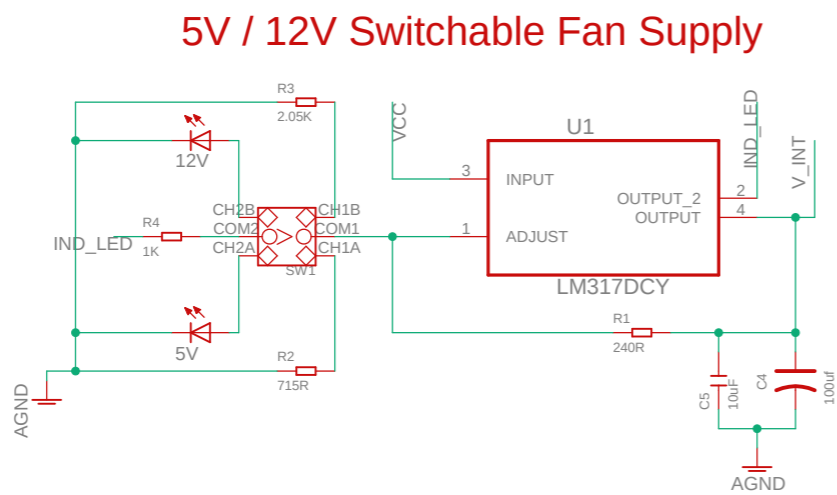 5V / 12V Switchable Fan Supply
R3
2.05K
12V
CH2B
CH1B
R4
COM2
COM1
IND_LED
1K
CH2A
CH1A
SW1
5V
R2
715R
AGND
VCC
U1
IND_LED
V_INT
3
INPUT
2
OUTPUT_2
4
OUTPUT
1
ADJUST
LM317DCY
R1
240R
C5
10uF
C4
100uf
AGND